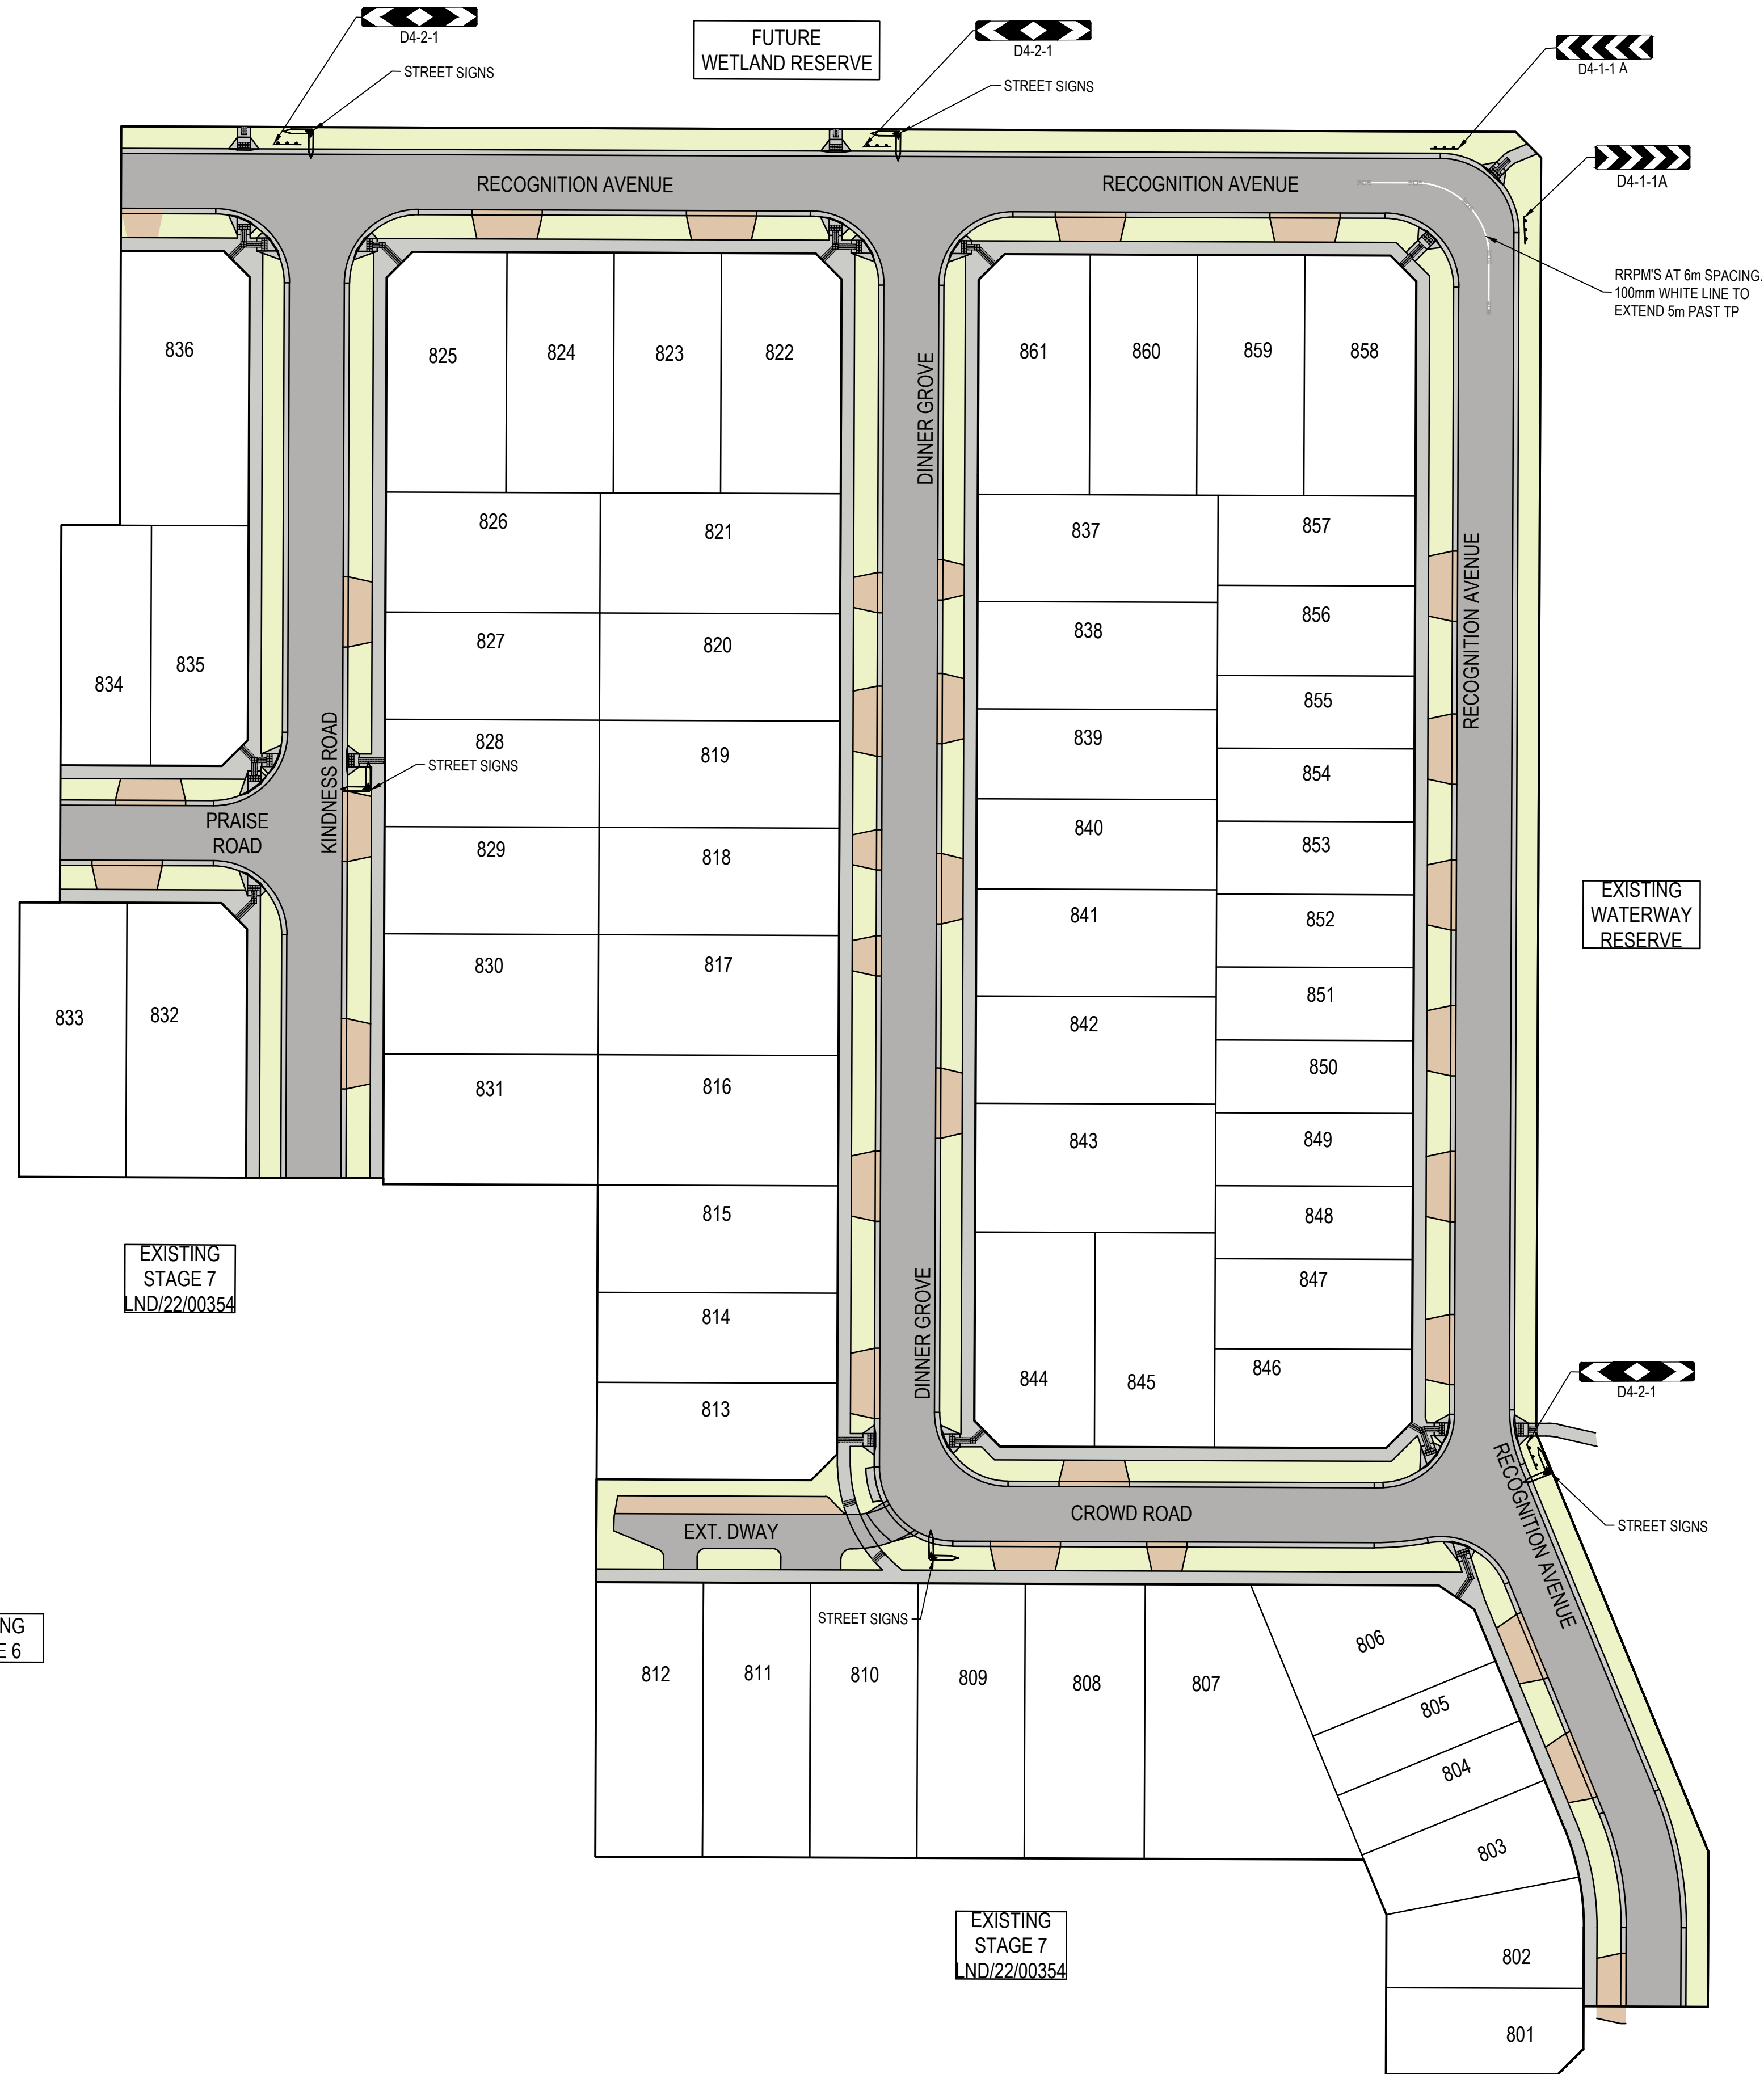 D4-2-1
STREET SIGNS
FUTURE
WETLAND RESERVE
D4-2-1
STREET SIGNS
D4-1-1 A
D4-1-1A
RECOGNITION AVENUE
RECOGNITION AVENUE
RRPM'S AT 6m SPACING.
100mm WHITE LINE TO
EXTEND 5m PAST TP
836
825
824
823
822
DINNER GROVE
861
860
859
858
826
821
837
857
RECOGNITION AVENUE
827
820
838
856
834
835
855
828
819
839
STREET SIGNS
KINDNESS ROAD
854
PRAISE
ROAD
829
818
840
853
EXISTING
WATERWAY
RESERVE
841
852
830
817
851
833
832
842
850
831
816
843
849
815
848
EXISTING
STAGE 7
LND/22/00354
847
814
DINNER GROVE
844
845
846
D4-2-1
813
RECOGNITION AVENUE
CROWD ROAD
EXT. DWAY
STREET SIGNS
STREET SIGNS
NG
E 6
812
811
810
809
808
807
806
805
804
803
EXISTING
STAGE 7
LND/22/00354
802
801